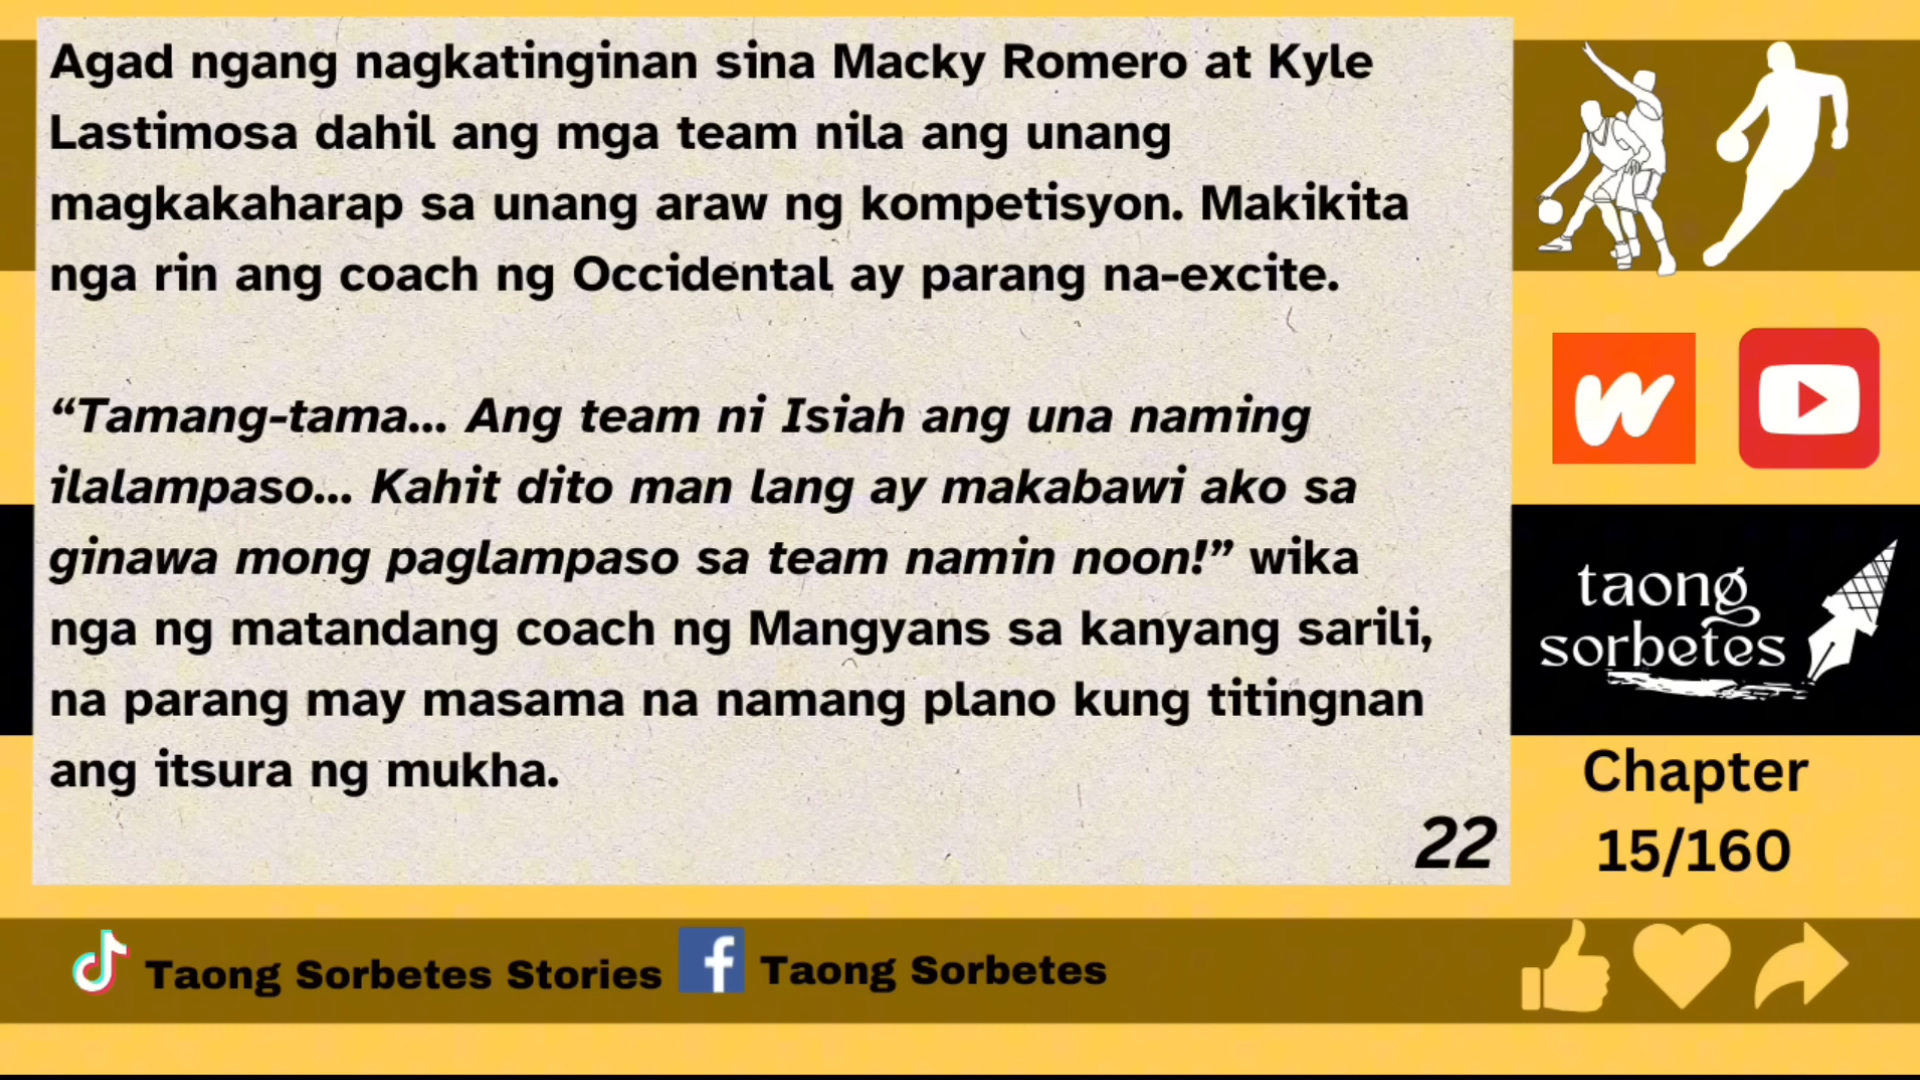 Agad ngang nagkatinginan sina Macky Romero at Kyle
Lastimosa dahil ang mga team nila ang unang
magkakaharap sa unang araw ng kompetisyon. Makikita
nga rin ang coach ng Occidental ay parang na-excite.
“Tamang-tama... Ang team ni Isiah ang una naming
ilalampaso... Kahit dito man lang ay makabawi ako sa
ginawa mong paglampaso sa team namin noon!” wika
nga ng matandang coach ng Mangyans sa kanyang sarili,
na parang may masama na namang plano kung titingnan
ang itsura ng mukha.
22
taong
sorbetes
Chapter
15/160
Taong Sorbetes Stories
Taong Sorbetes